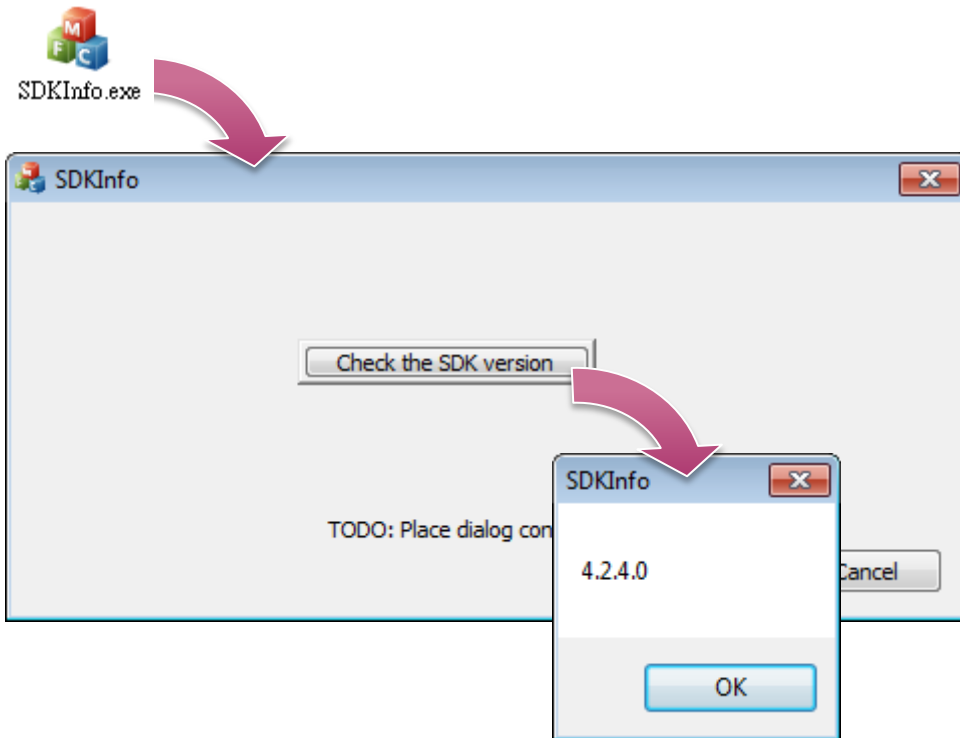 M
F C
SDKInfo.exe
SDKInfo
Check the SDK version
SDKInfo
TODO: Place dialog con
4.2.4.0
Cancel
OK